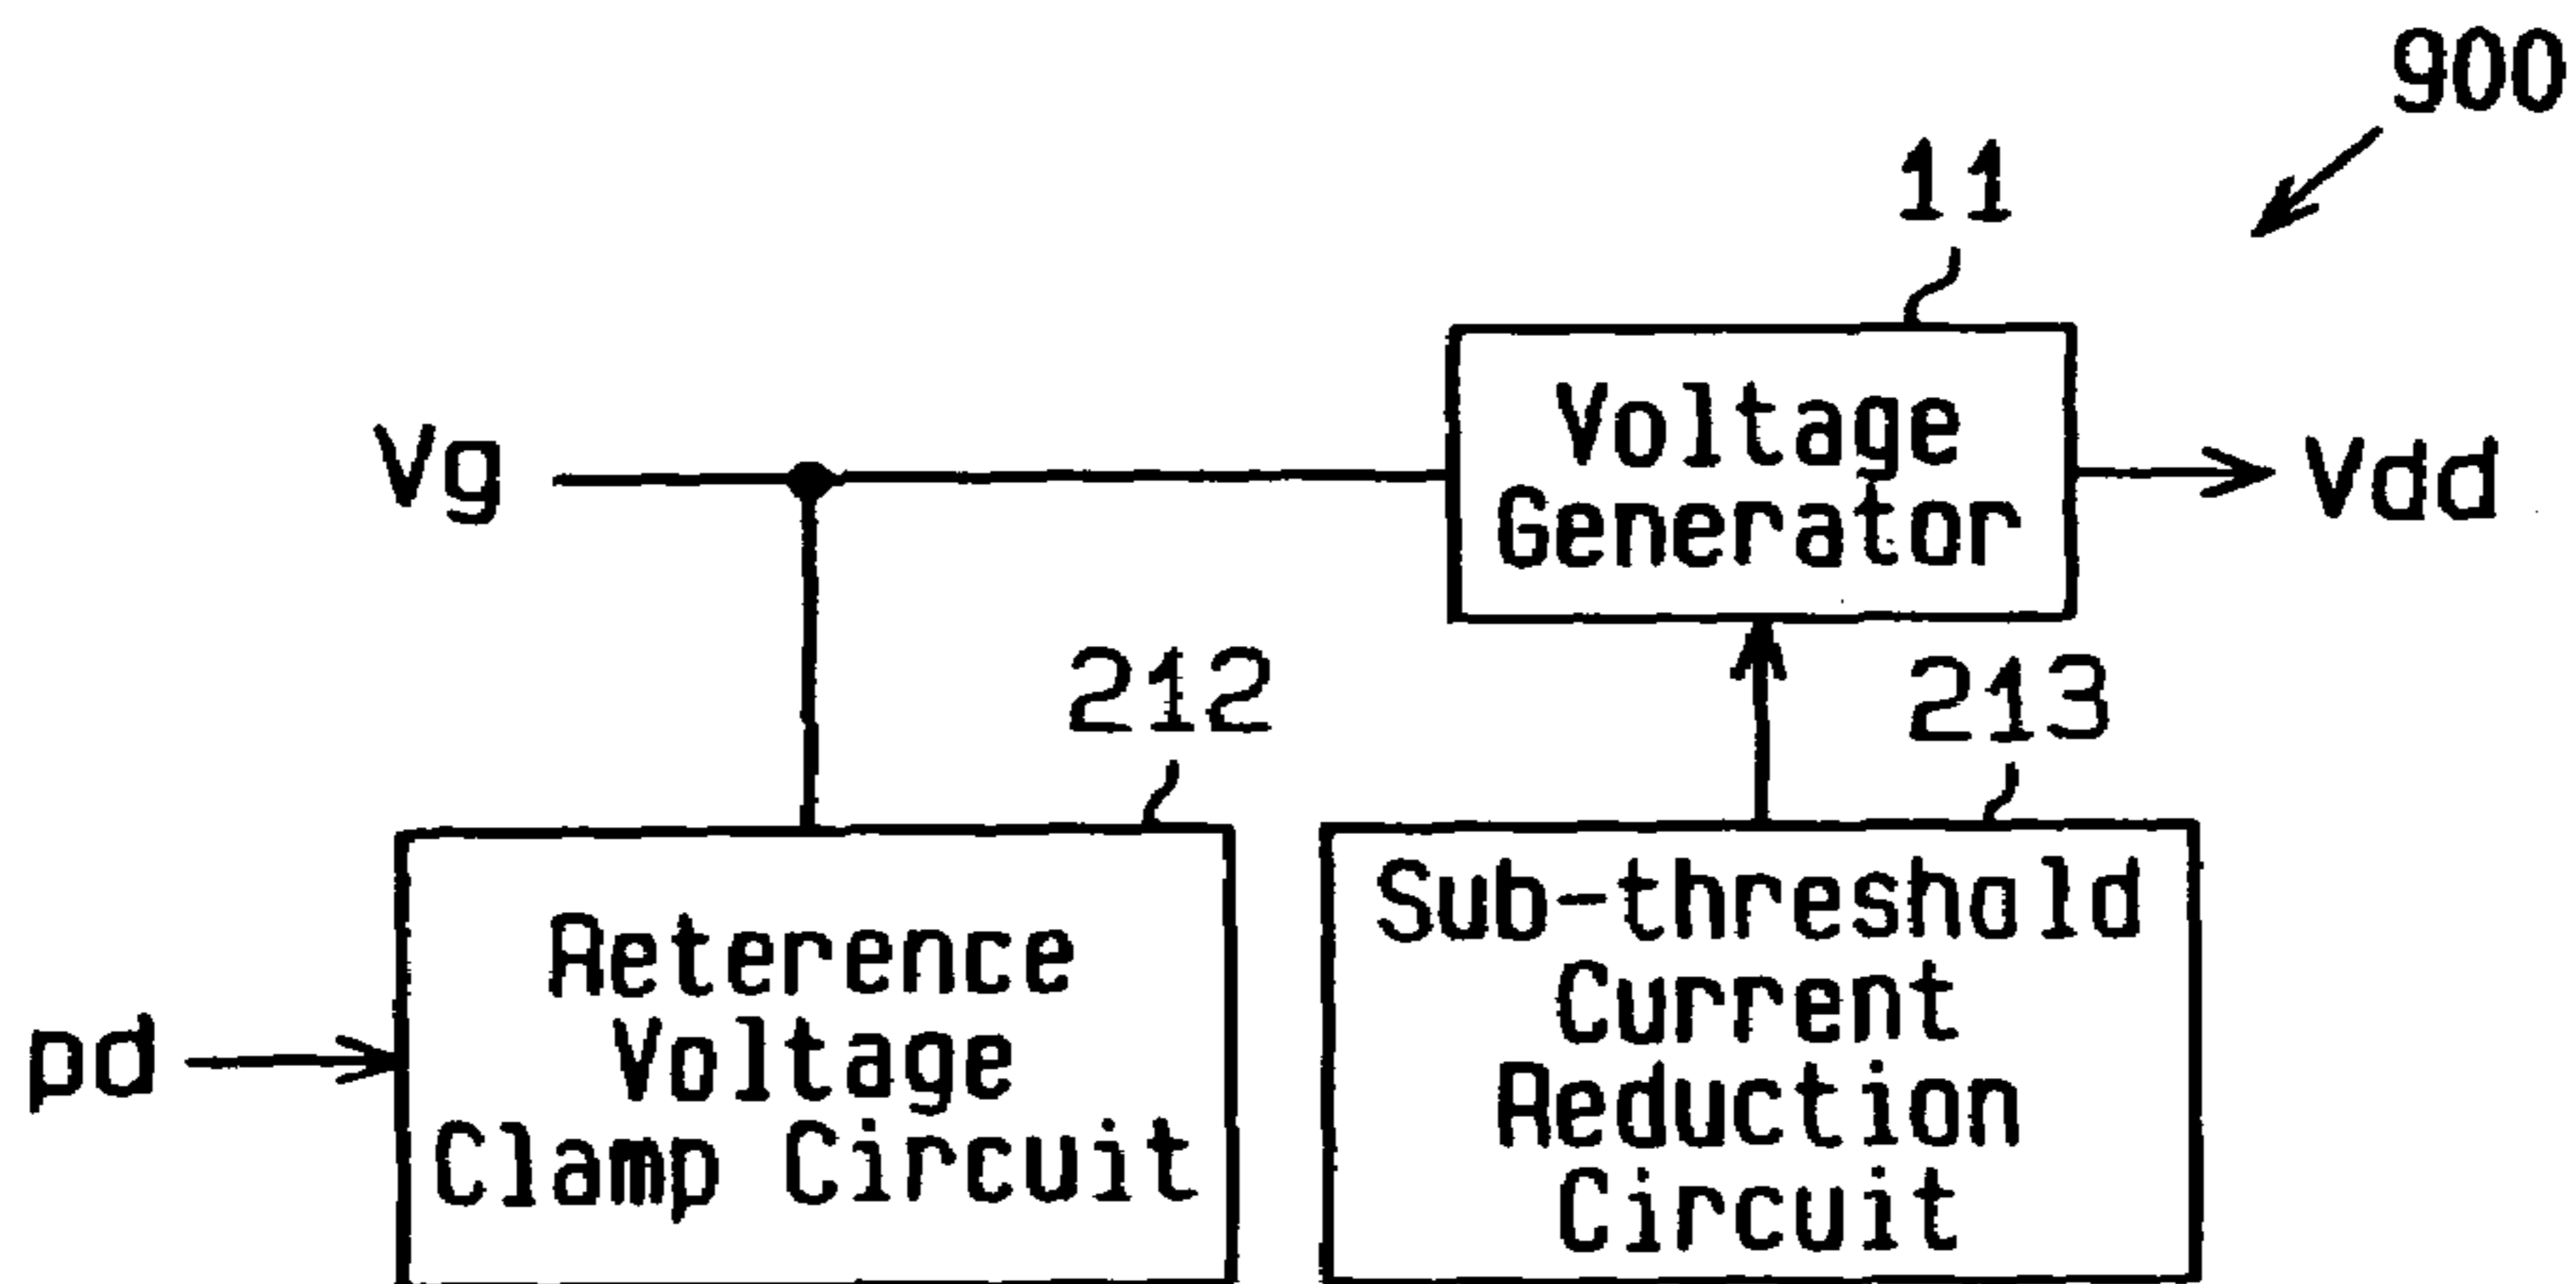 900
11
Vg
Voltage
Generator
Vdd
212
213
pd
Reterence
Voltage
Clamp Circuit
Sub-threshold
Current
Reduction
Circuit